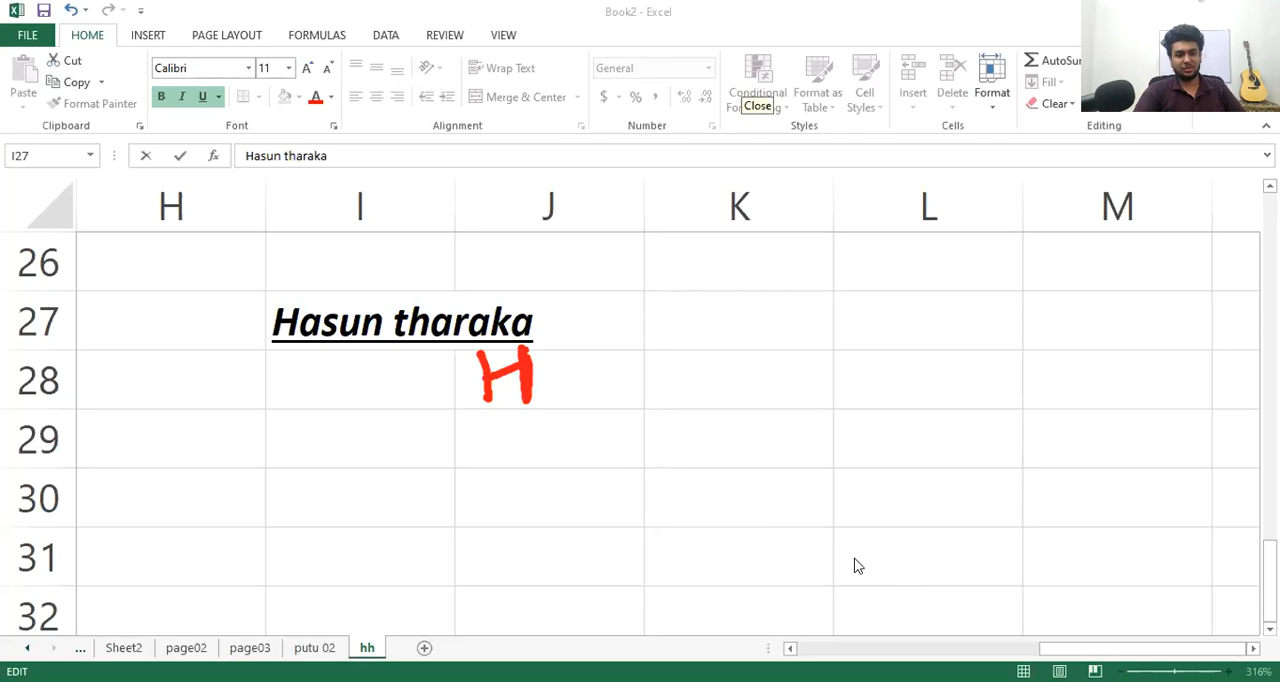 Book2 - Excel
FILE HOME INSERT PAGE LAYOUT FORMULAS DATA REVIEW VIEW
Cut
Copy
Format Painter
Paste
Calibri 11
B I U A
Wrap Text
Merge & Center
General
$ % ,
Conditional Formatting
Close
Format as Table
Cell Styles
Insert Delete Format
AutoSum
Fill
Clear
Clipboard Font Alignment Number Styles Cells Editing
I27 fx Hasun tharaka
H I J K L M
26
27 Hasun tharaka
28 H
29
30
31
32
... Sheet2 page02 page03 putu 02 hh
EDIT 316%